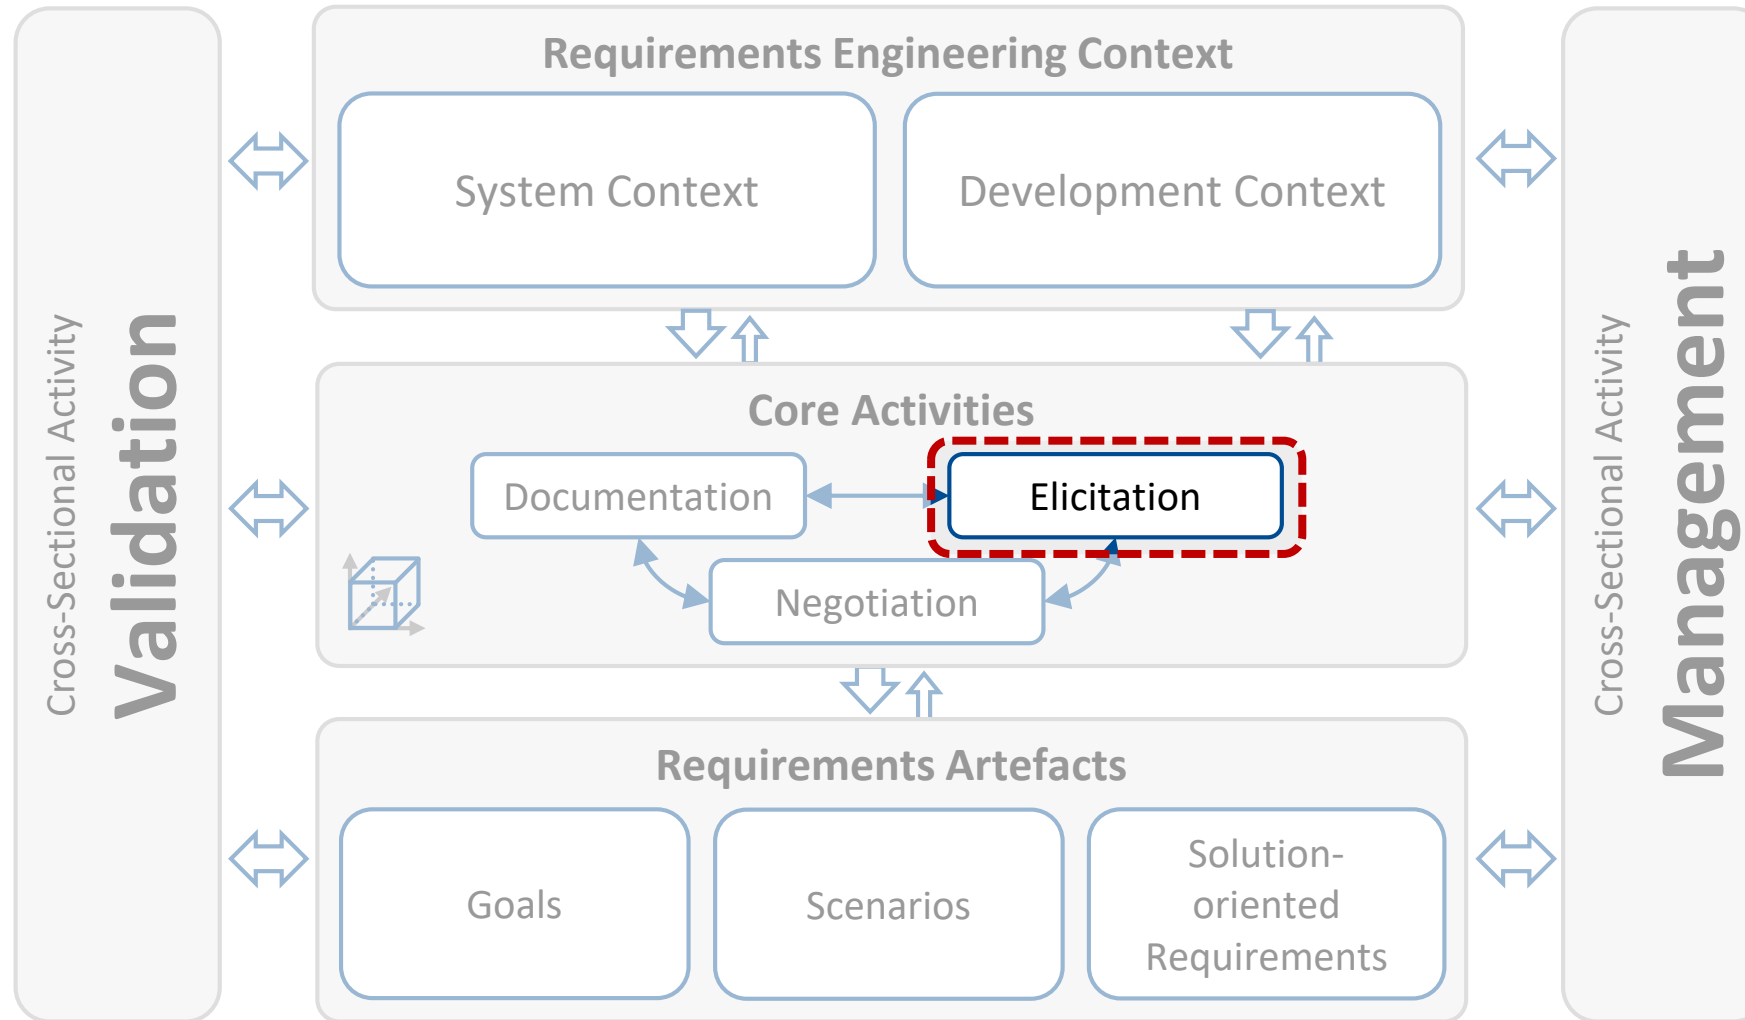 Cross-Sectional Activity
Validation
Requirements Engineering Context
System Context
Development Context
Core Activities
Documentation
Elicitation
Negotiation
Requirements Artefacts
Goals
Scenarios
Solution-
oriented
Requirements
Cross-Sectional Activity
Management